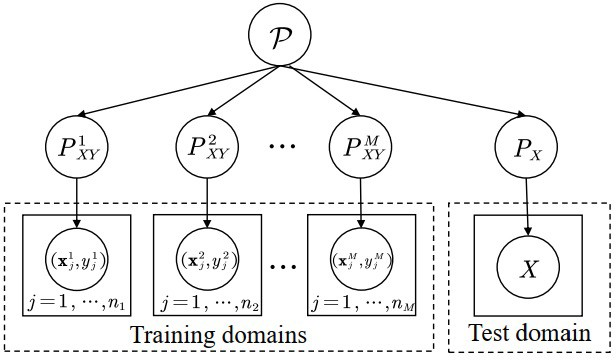 𝒫
P¹_XY P²_XY ⋯ P^M_XY P_X
(𝐱¹_j, y¹_j) (𝐱²_j, y²_j) ⋯ (𝐱^M_j, y^M_j) X
j=1, ⋯, n₁ j=1, ⋯, n₂ j=1, ⋯, n_M
Training domains Test domain